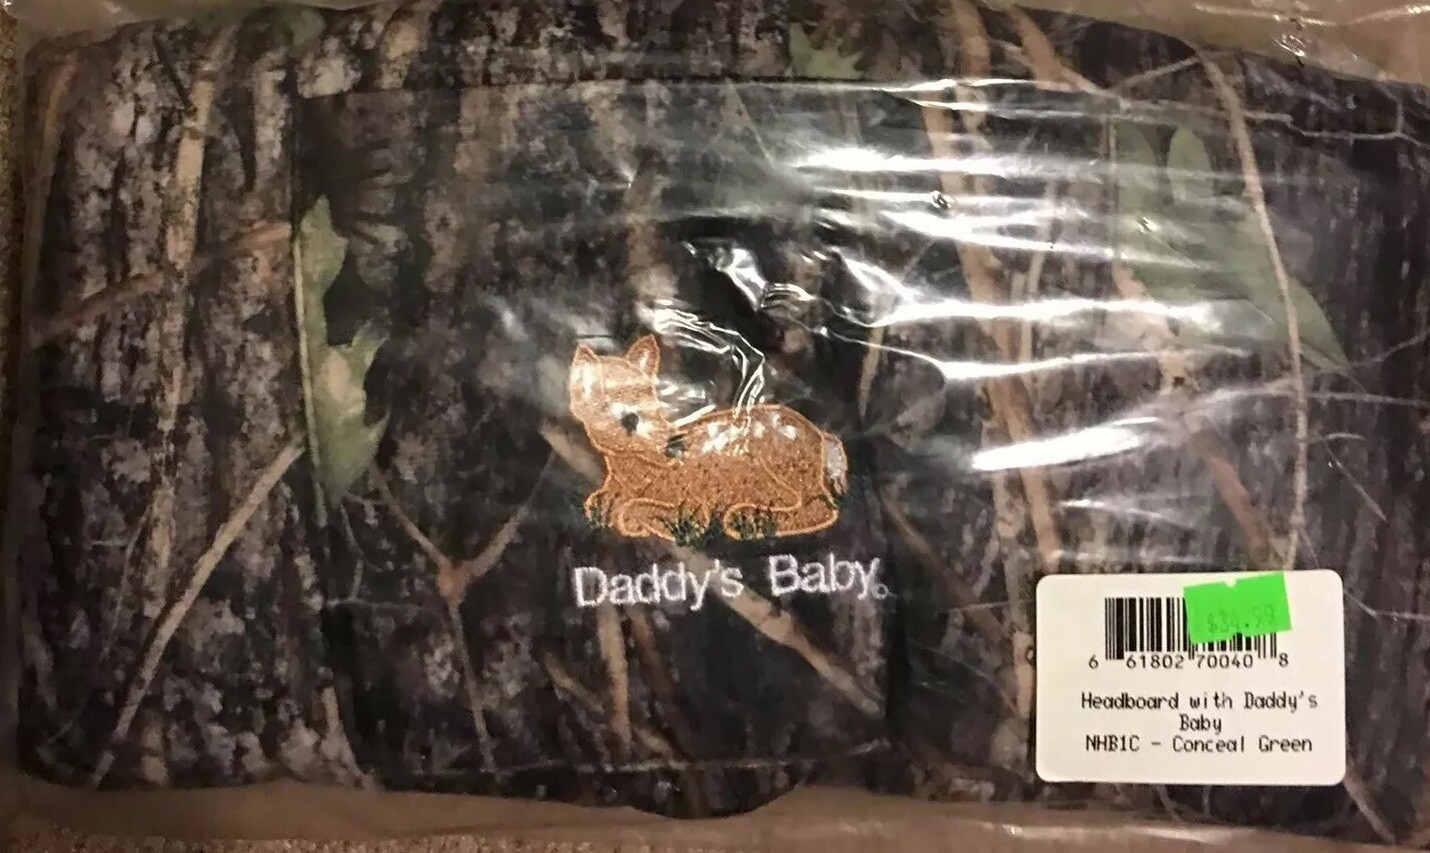 Daddy's Baby®
$34.99
6 61802 70040 8
Headboard with Daddy's
Baby
NHB1C - Conceal Green